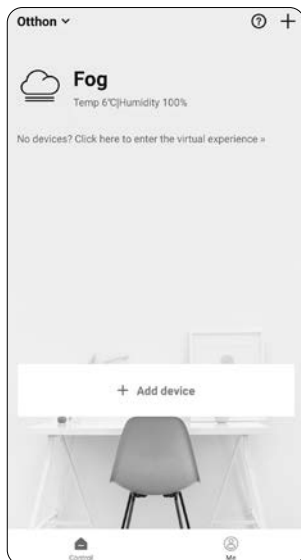 Otthon
Fog
Temp 6℃|Humidity 100%
No devices? Click here to enter the virtual experience »
+ Add device
Control
Me